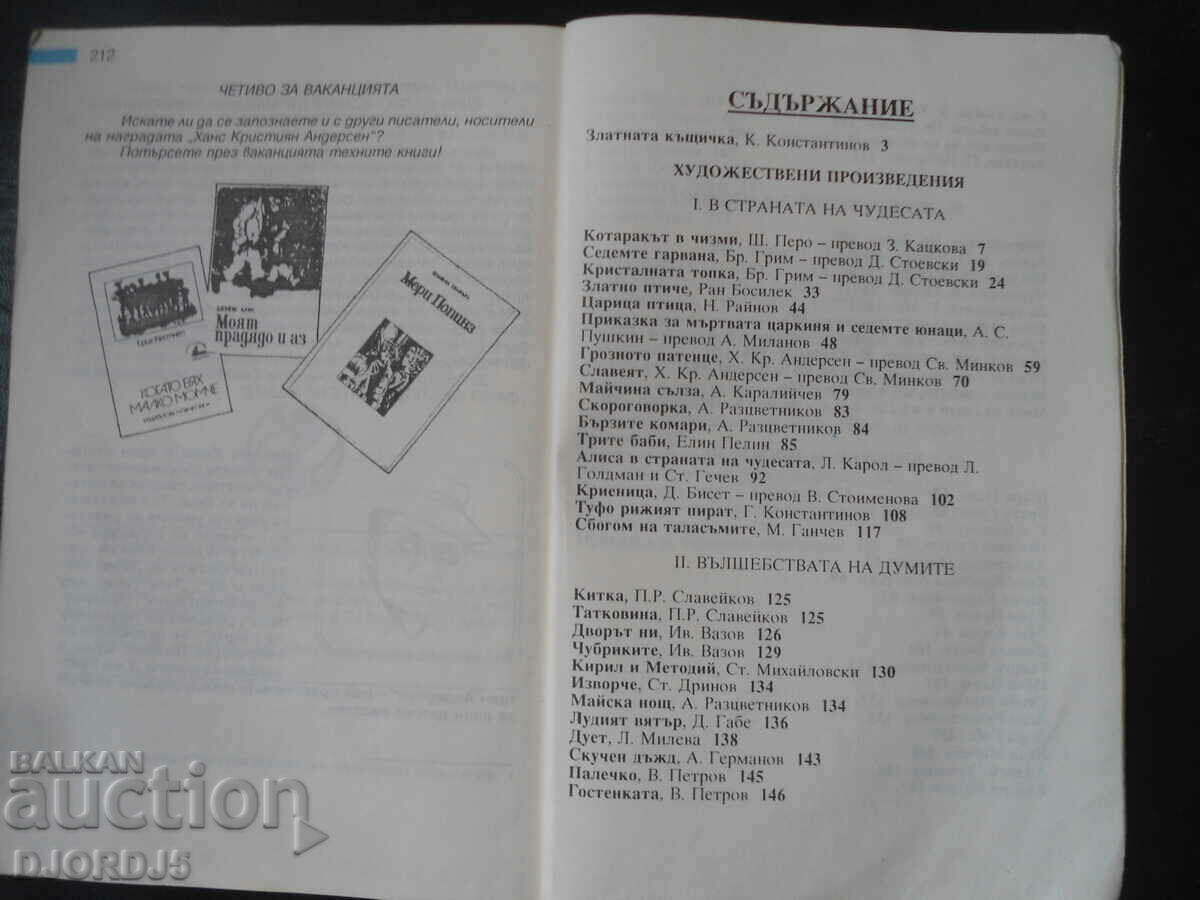 212
ЧЕТИВО ЗА ВАКАНЦИЯТА
Искате ли да се запознаете и с други писатели, носители
на наградата „Ханс Кристиян Андерсен“?
Потърсете през ваканцията техните книги!
Моят
прадядо и аз
КОГАТО БЯХ
МАЛКО МОМЧЕ
Мери Попинз
СЪДЪРЖАНИЕ
Златната къщичка, К. Константинов 3
ХУДОЖЕСТВЕНИ ПРОИЗВЕДЕНИЯ
I. В СТРАНАТА НА ЧУДЕСАТА
Котаракът в чизми, Ш. Перо – превод З. Кацкова 7
Седемте гарвана, Бр. Грим – превод Д. Стоевски 19
Кристалната топка, Бр. Грим – превод Д. Стоевски 24
Златно птиче, Ран Босилек 33
Царица птица, Н. Райнов 44
Приказка за мъртвата царкиня и седемте юнаци, А. С.
Пушкин – превод А. Миланов 48
Грозното патенце, Х. Кр. Андерсен – превод Св. Минков 59
Славеят, Х. Кр. Андерсен – превод Св. Минков 70
Майчина сълза, А. Каралийчев 79
Скороговорка, А. Разцветников 83
Бързите комари, А. Разцветников 84
Трите баби, Елин Пелин 85
Алиса в страната на чудесата, Л. Карол – превод Л.
Голдман и Ст. Гечев 92
Криеница, Д. Бисет – превод В. Стоименова 102
Туфо рижият пират, Г. Константинов 108
Сбогом на таласъмите, М. Ганчев 117
II. ВЪЛШЕБСТВАТА НА ДУМИТЕ
Китка, П.Р. Славейков 125
Татковина, П.Р. Славейков 125
Дворът ни, Ив. Вазов 126
Чубриките, Ив. Вазов 129
Кирил и Методий, Ст. Михайловски 130
Изворче, Ст. Дринов 134
Майска нощ, А. Разцветников 134
Лудият вятър, Д. Габе 136
Дует, Л. Милева 138
Скучен дъжд, А. Германов 143
Палечко, В. Петров 145
Гостенката, В. Петров 146
BALKAN
auction
DJORDJ5